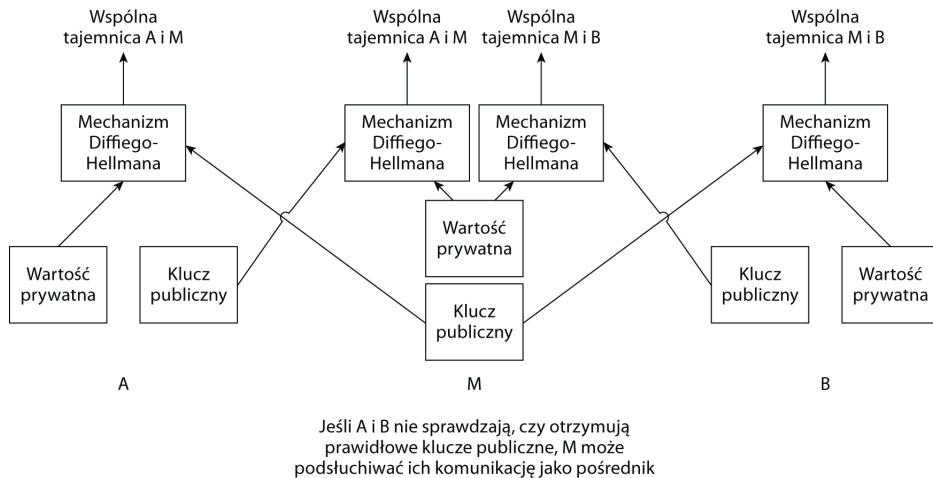 Wspólna
tajemnica A i M
Wspólna
tajemnica A i M
Wspólna
tajemnica M i B
Wspólna
tajemnica M i B
Mechanizm
Diffiego-
Hellmana
Mechanizm
Diffiego-
Hellmana
Mechanizm
Diffiego-
Hellmana
Mechanizm
Diffiego-
Hellmana
Wartość
prywatna
Klucz
publiczny
Wartość
prywatna
Klucz
publiczny
Klucz
publiczny
Wartość
prywatna
A
M
B
Jeśli A i B nie sprawdzają, czy otrzymują
prawidłowe klucze publiczne, M może
podsłuchiwać ich komunikację jako pośrednik